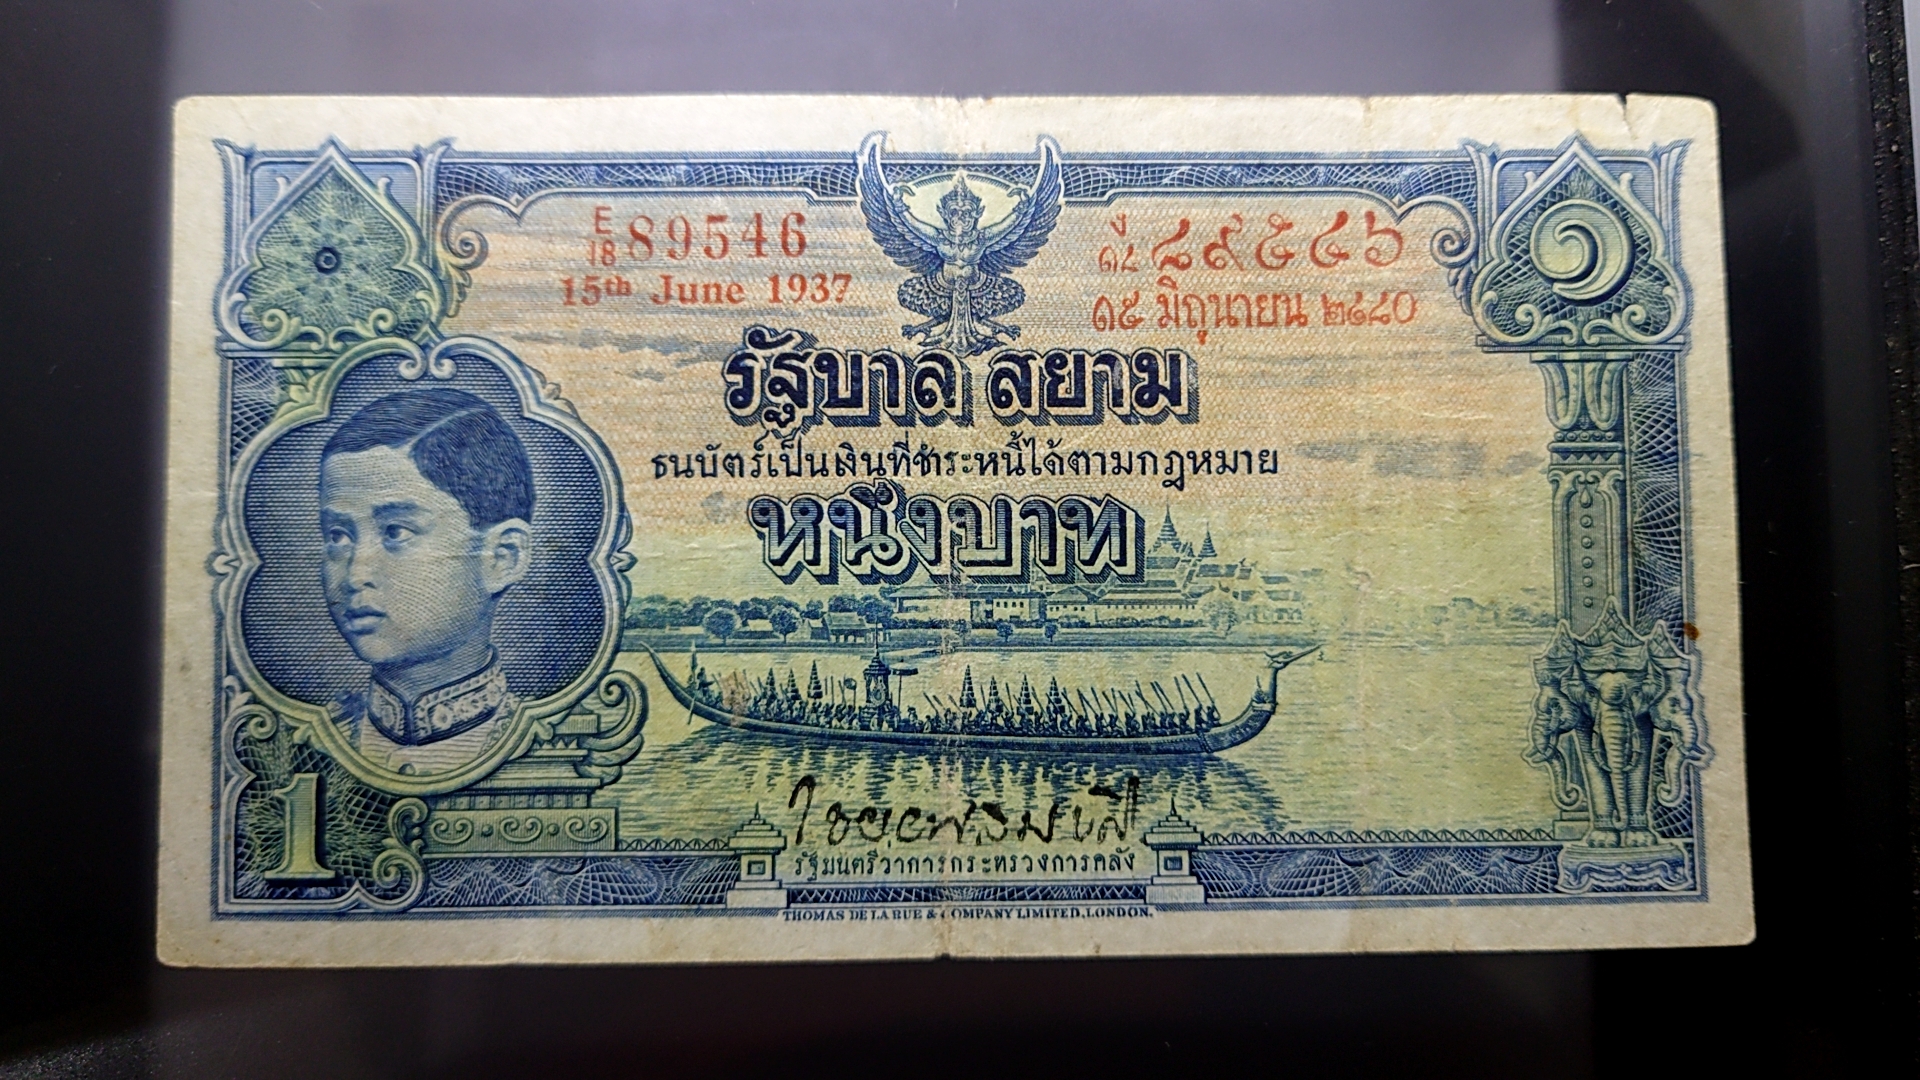 E/18 89546
15th June 1937
๘๙๕๔๖
๑๕ มิถุนายน ๒๔๘๐
๑
รัฐบาล สยาม
ธนบัตร์เป็นเงินที่ชำระหนี้ได้ตามกฎหมาย
หนึ่งบาท
1
รัฐมนตรีว่าการกระทรวงการคลัง
THOMAS DE LA RUE & COMPANY LIMITED, LONDON.